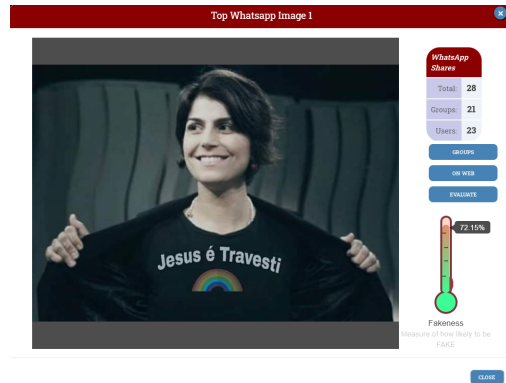 Top Whatsapp Image 1
Jesus é Travesti
WhatsApp
Shares
Total: 28
Groups: 21
Users: 23
GROUPS
ON WEB
EVALUATE
72.15%
Fakeness
Measure of how likely to be
FAKE
CLOSE